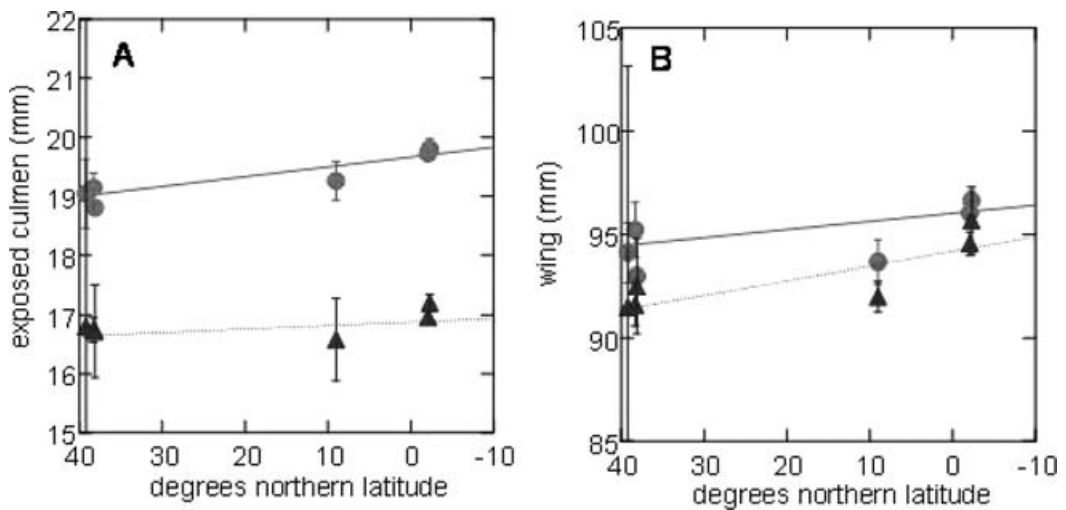 A
exposed culmen (mm)
22
21
20
19
18
17
16
15
40 30 20 10 0 -10
degrees northern latitude
B
wing (mm)
105
100
95
90
85
40 30 20 10 0 -10
degrees northern latitude